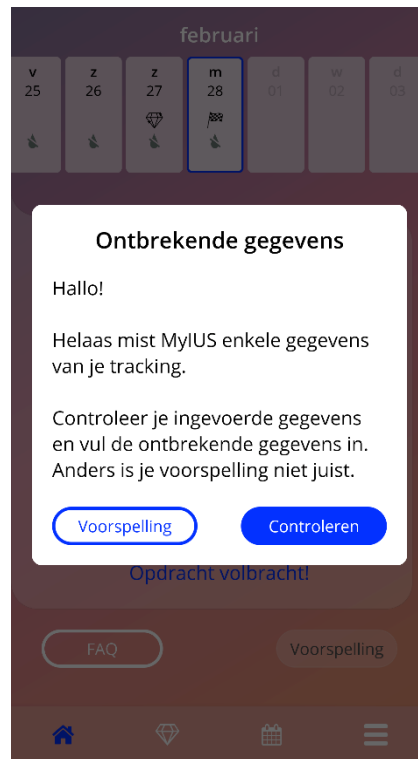 februari
v z z m d w d
25 26 27 28 01 02 03
Ontbrekende gegevens
Hallo!
Helaas mist MyIUS enkele gegevens
van je tracking.
Controleer je ingevoerde gegevens
en vul de ontbrekende gegevens in.
Anders is je voorspelling niet juist.
Voorspelling Controleren
Opdracht volbracht!
FAQ Voorspelling